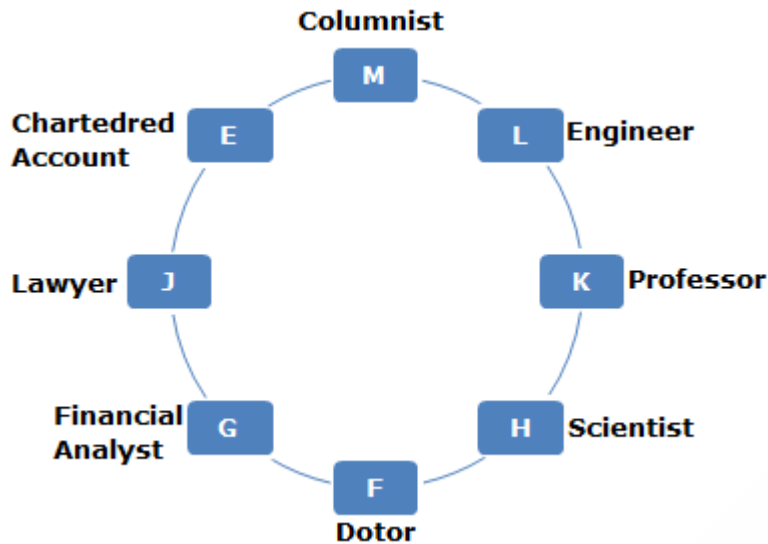 Columnist
M
Chartedred
Account
E
L
Engineer
Lawyer
J
K
Professor
Financial
Analyst
G
H
Scientist
F
Dotor